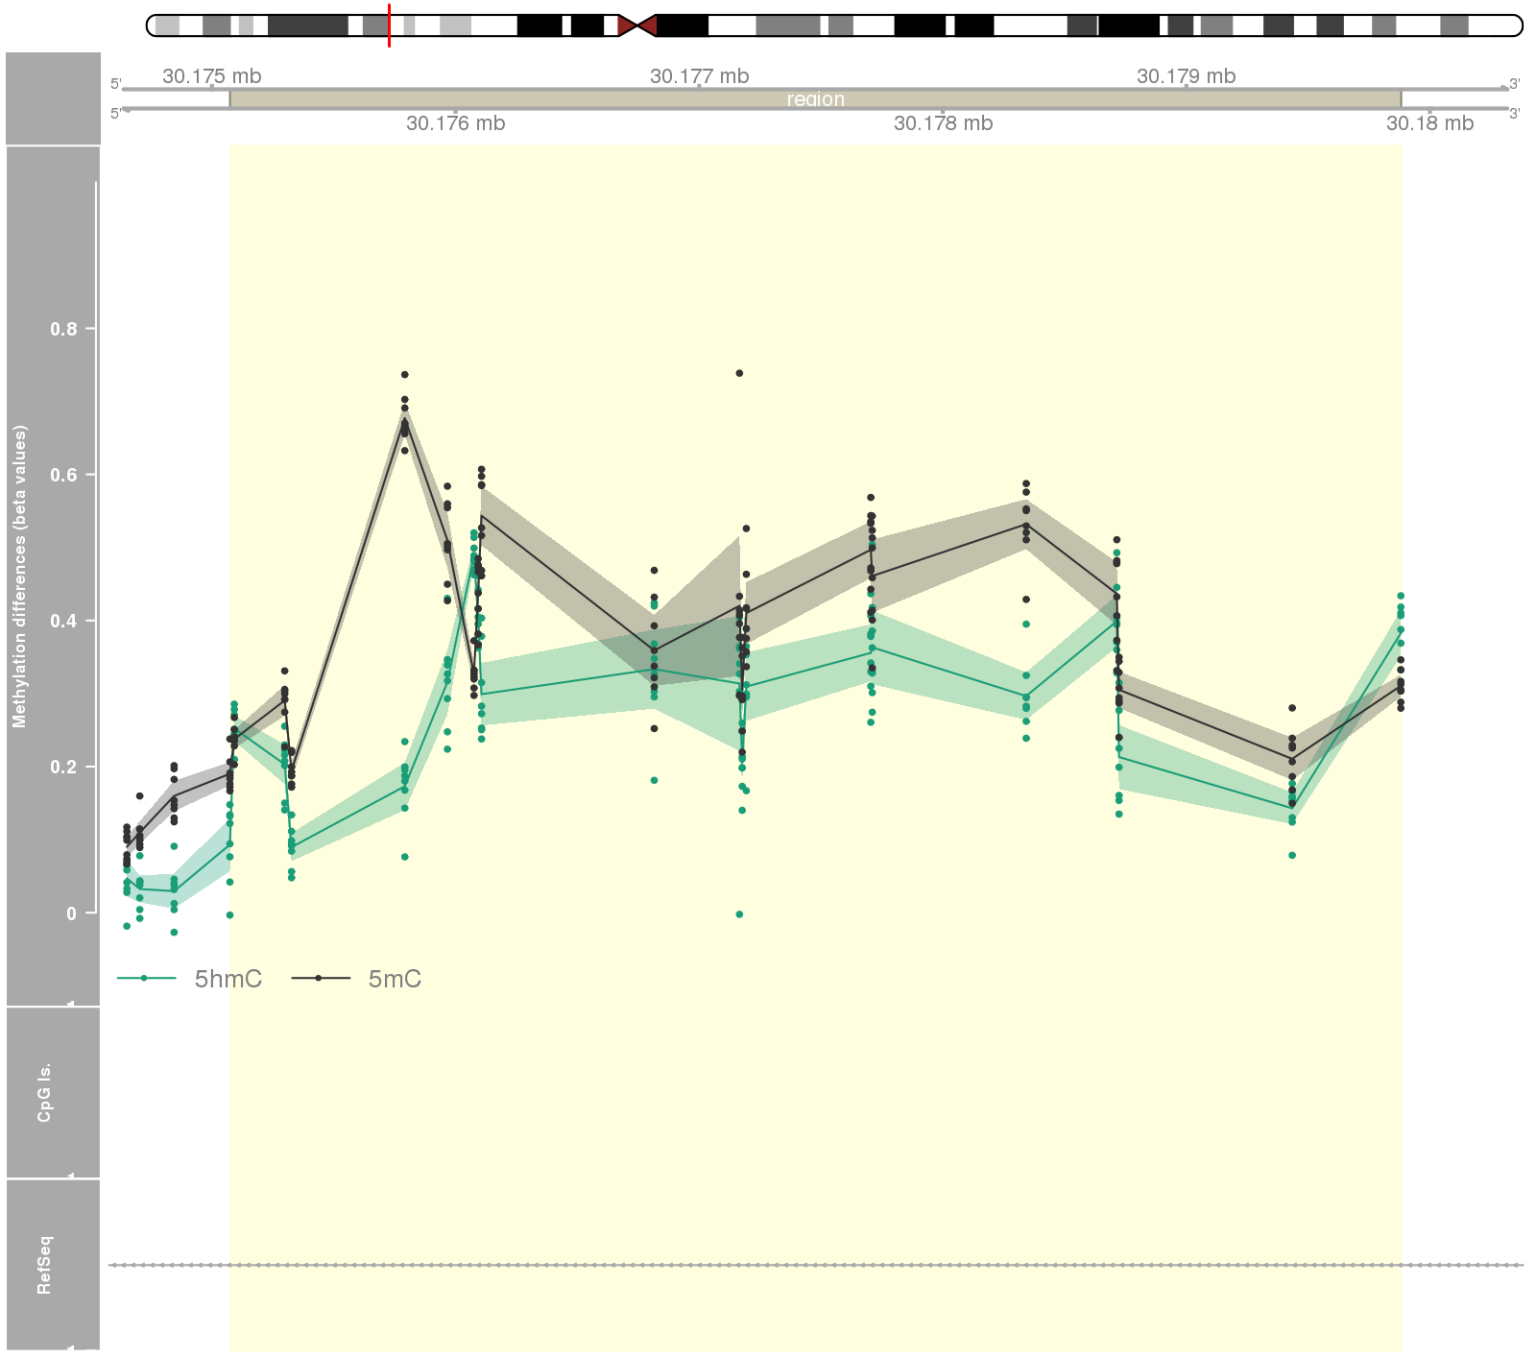 30.175 mb 30.177 mb 30.179 mb
5' 3'
region
5' 3'
30.176 mb 30.178 mb 30.18 mb
Methylation differences (beta values)
0.8
0.6
0.4
0.2
0
5hmC 5mC
CpG Is.
RefSeq